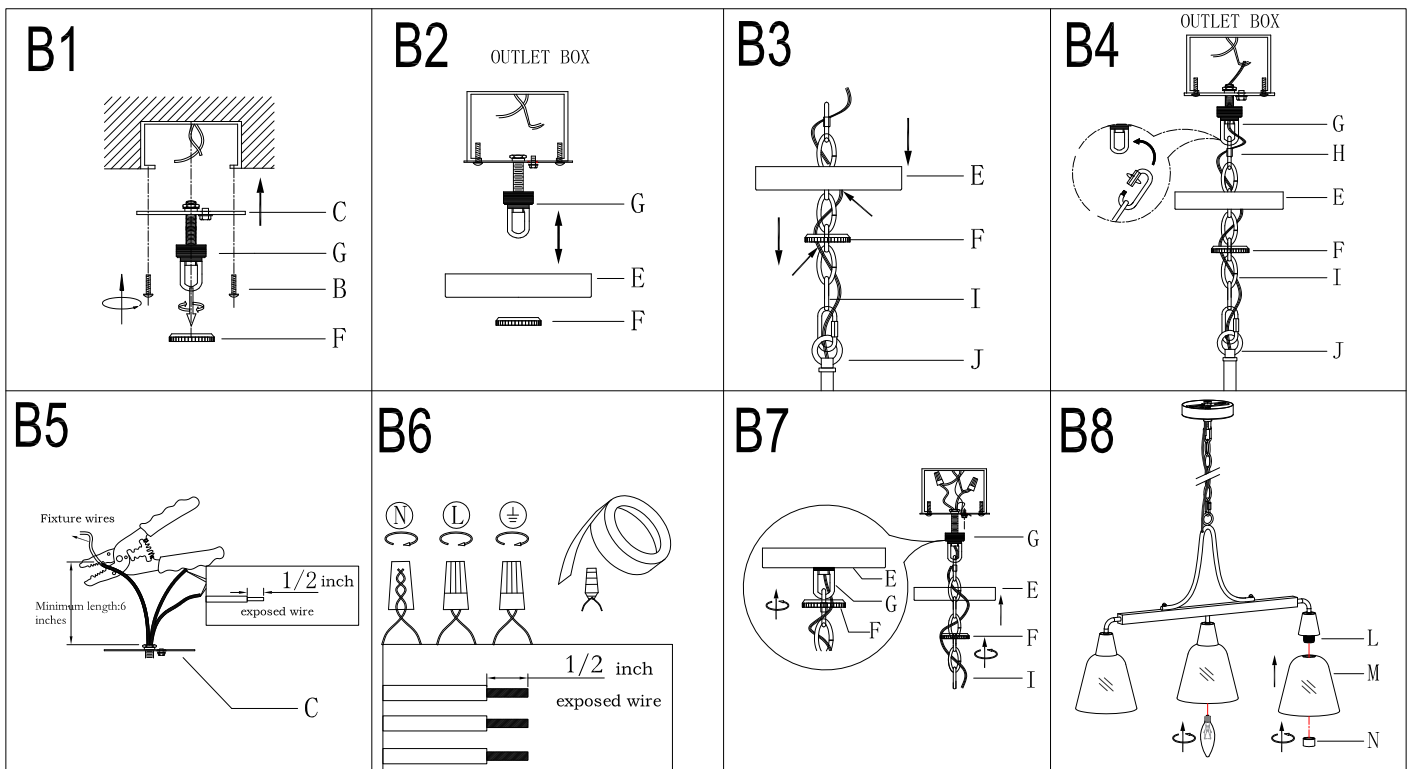 B1
C
G
B
F
B2
OUTLET BOX
G
E
F
B3
E
F
I
J
B4
OUTLET BOX
G
H
E
F
I
J
B5
Fixture wires
1/2 inch
exposed wire
Minimum length:6
inches
C
B6
N L
1/2 inch
exposed wire
B7
G
E
F
I
E
G
F
B8
L
M
N